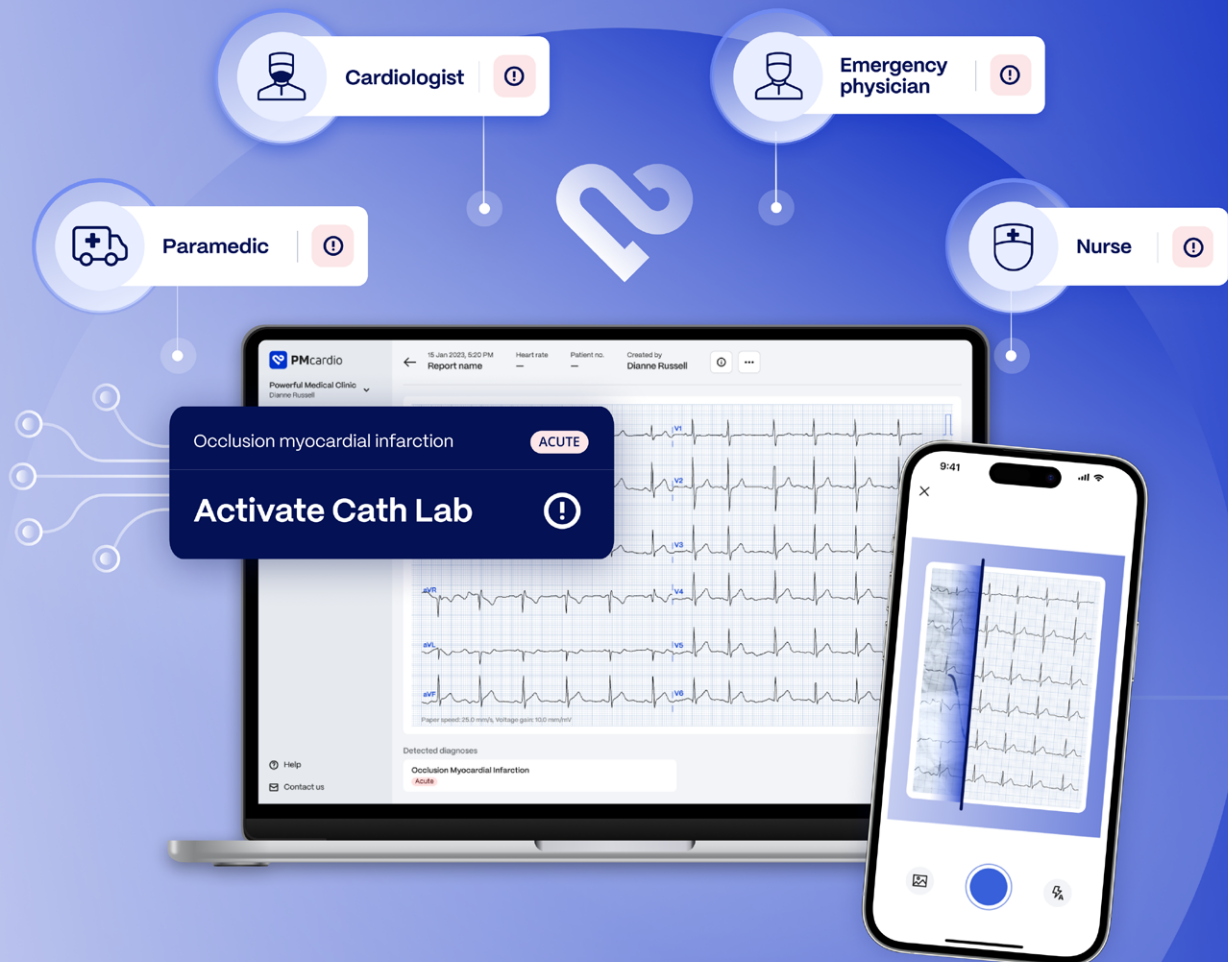 Cardiologist
Emergency
physician
Paramedic
Nurse
PMcardio
Powerful Medical Clinic
Dianne Russell
15 Jan 2023, 5:20 PM
Report name
Heart rate
—
Patient no.
—
Created by
Dianne Russell
Occlusion myocardial infarction
ACUTE
Activate Cath Lab
V1
V2
V3
aVR
V4
aVL
V5
aVF
V6
Paper speed: 25.0 mm/s, Voltage gain: 10.0 mm/mV
Detected diagnoses
Occlusion Myocardial Infarction
Acute
Help
Contact us
9:41